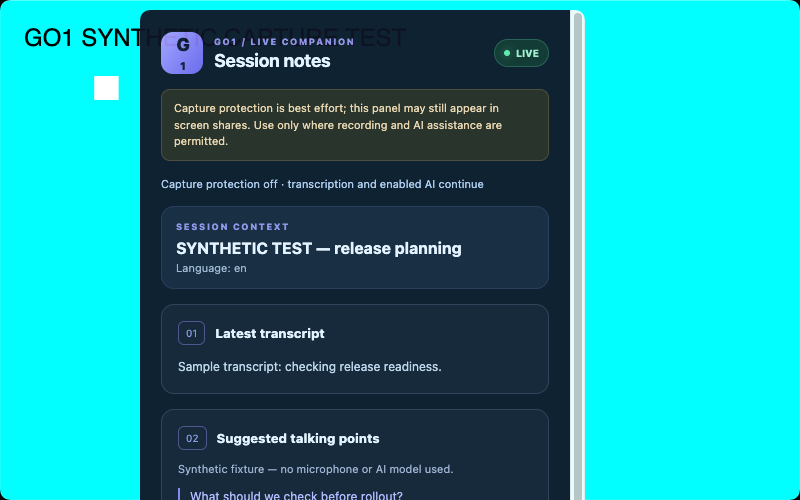 GO1 SYNTHETIC CAPTURE TEST
G
1
GO1 / LIVE COMPANION
Session notes
LIVE
Capture protection is best effort; this panel may still appear in
screen shares. Use only where recording and AI assistance are
permitted.
Capture protection off · transcription and enabled AI continue
SESSION CONTEXT
SYNTHETIC TEST — release planning
Language: en
01
Latest transcript
Sample transcript: checking release readiness.
02
Suggested talking points
Synthetic fixture — no microphone or AI model used.
What should we check before rollout?